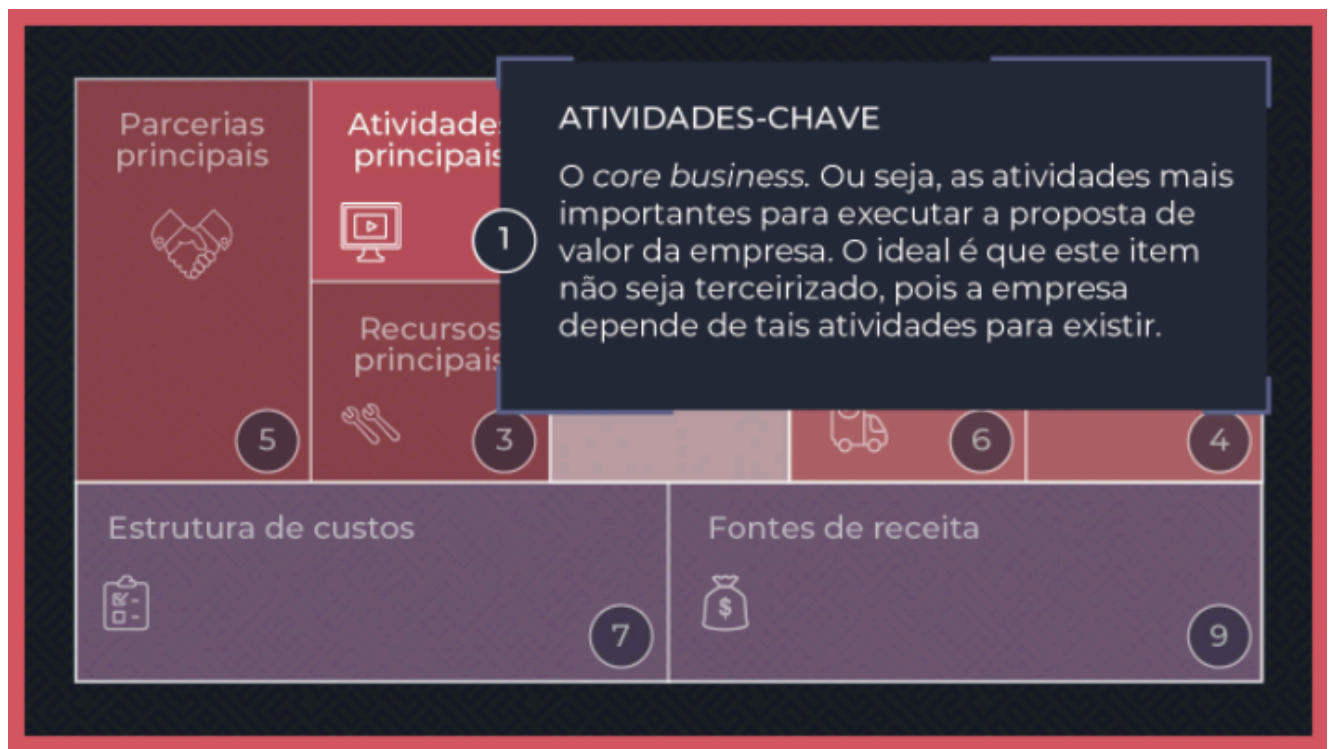 Parcerias
principais
5
Atividade
principais
1
Recursos
principais
3
ATIVIDADES-CHAVE
O core business. Ou seja, as atividades mais
importantes para executar a proposta de
valor da empresa. O ideal é que este item
não seja terceirizado, pois a empresa
depende de tais atividades para existir.
6
4
Estrutura de custos
7
Fontes de receita
$
9